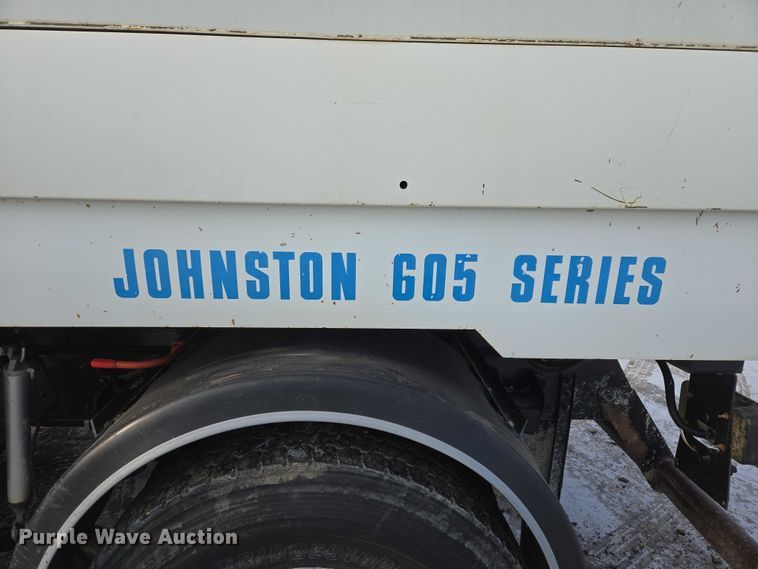 JOHNSTON 605 SERIES
Purple Wave Auction